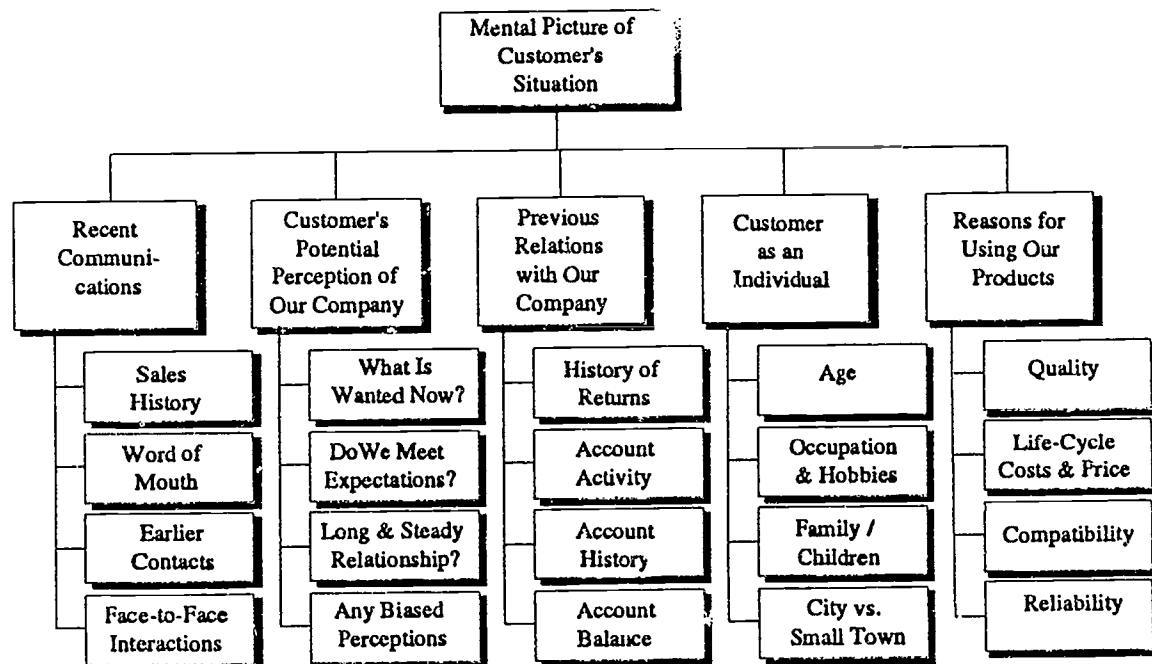 Mental Picture of
Customer's
Situation
Recent
Communi-
cations
Customer's
Potential
Perception of
Our Company
Previous
Relations
with Our
Company
Customer
as an
Individual
Reasons for
Using Our
Products
Sales
History
Word of
Mouth
Earlier
Contacts
Face-to-Face
Interactions
What Is
Wanted Now?
DoWe Meet
Expectations?
Long & Steady
Relationship?
Any Biased
Perceptions
History of
Returns
Account
Activity
Account
History
Account
Balance
Age
Occupation
& Hobbies
Family /
Children
City vs.
Small Town
Quality
Life-Cycle
Costs & Price
Compatibility
Reliability